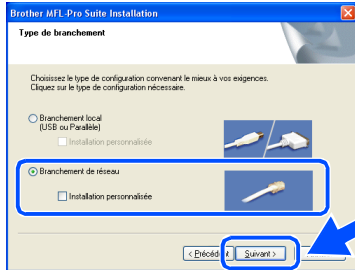 Brother MFL-Pro Suite Installation
Type de branchement
Choisissez le type de configuration convenant le mieux à vos exigences.
Cliquez sur le type de configuration nécessaire.
Branchement local
(USB ou Parallèle)
Installation personnalisée
Branchement de réseau
Installation personnalisée
< Précédent
Suivant >